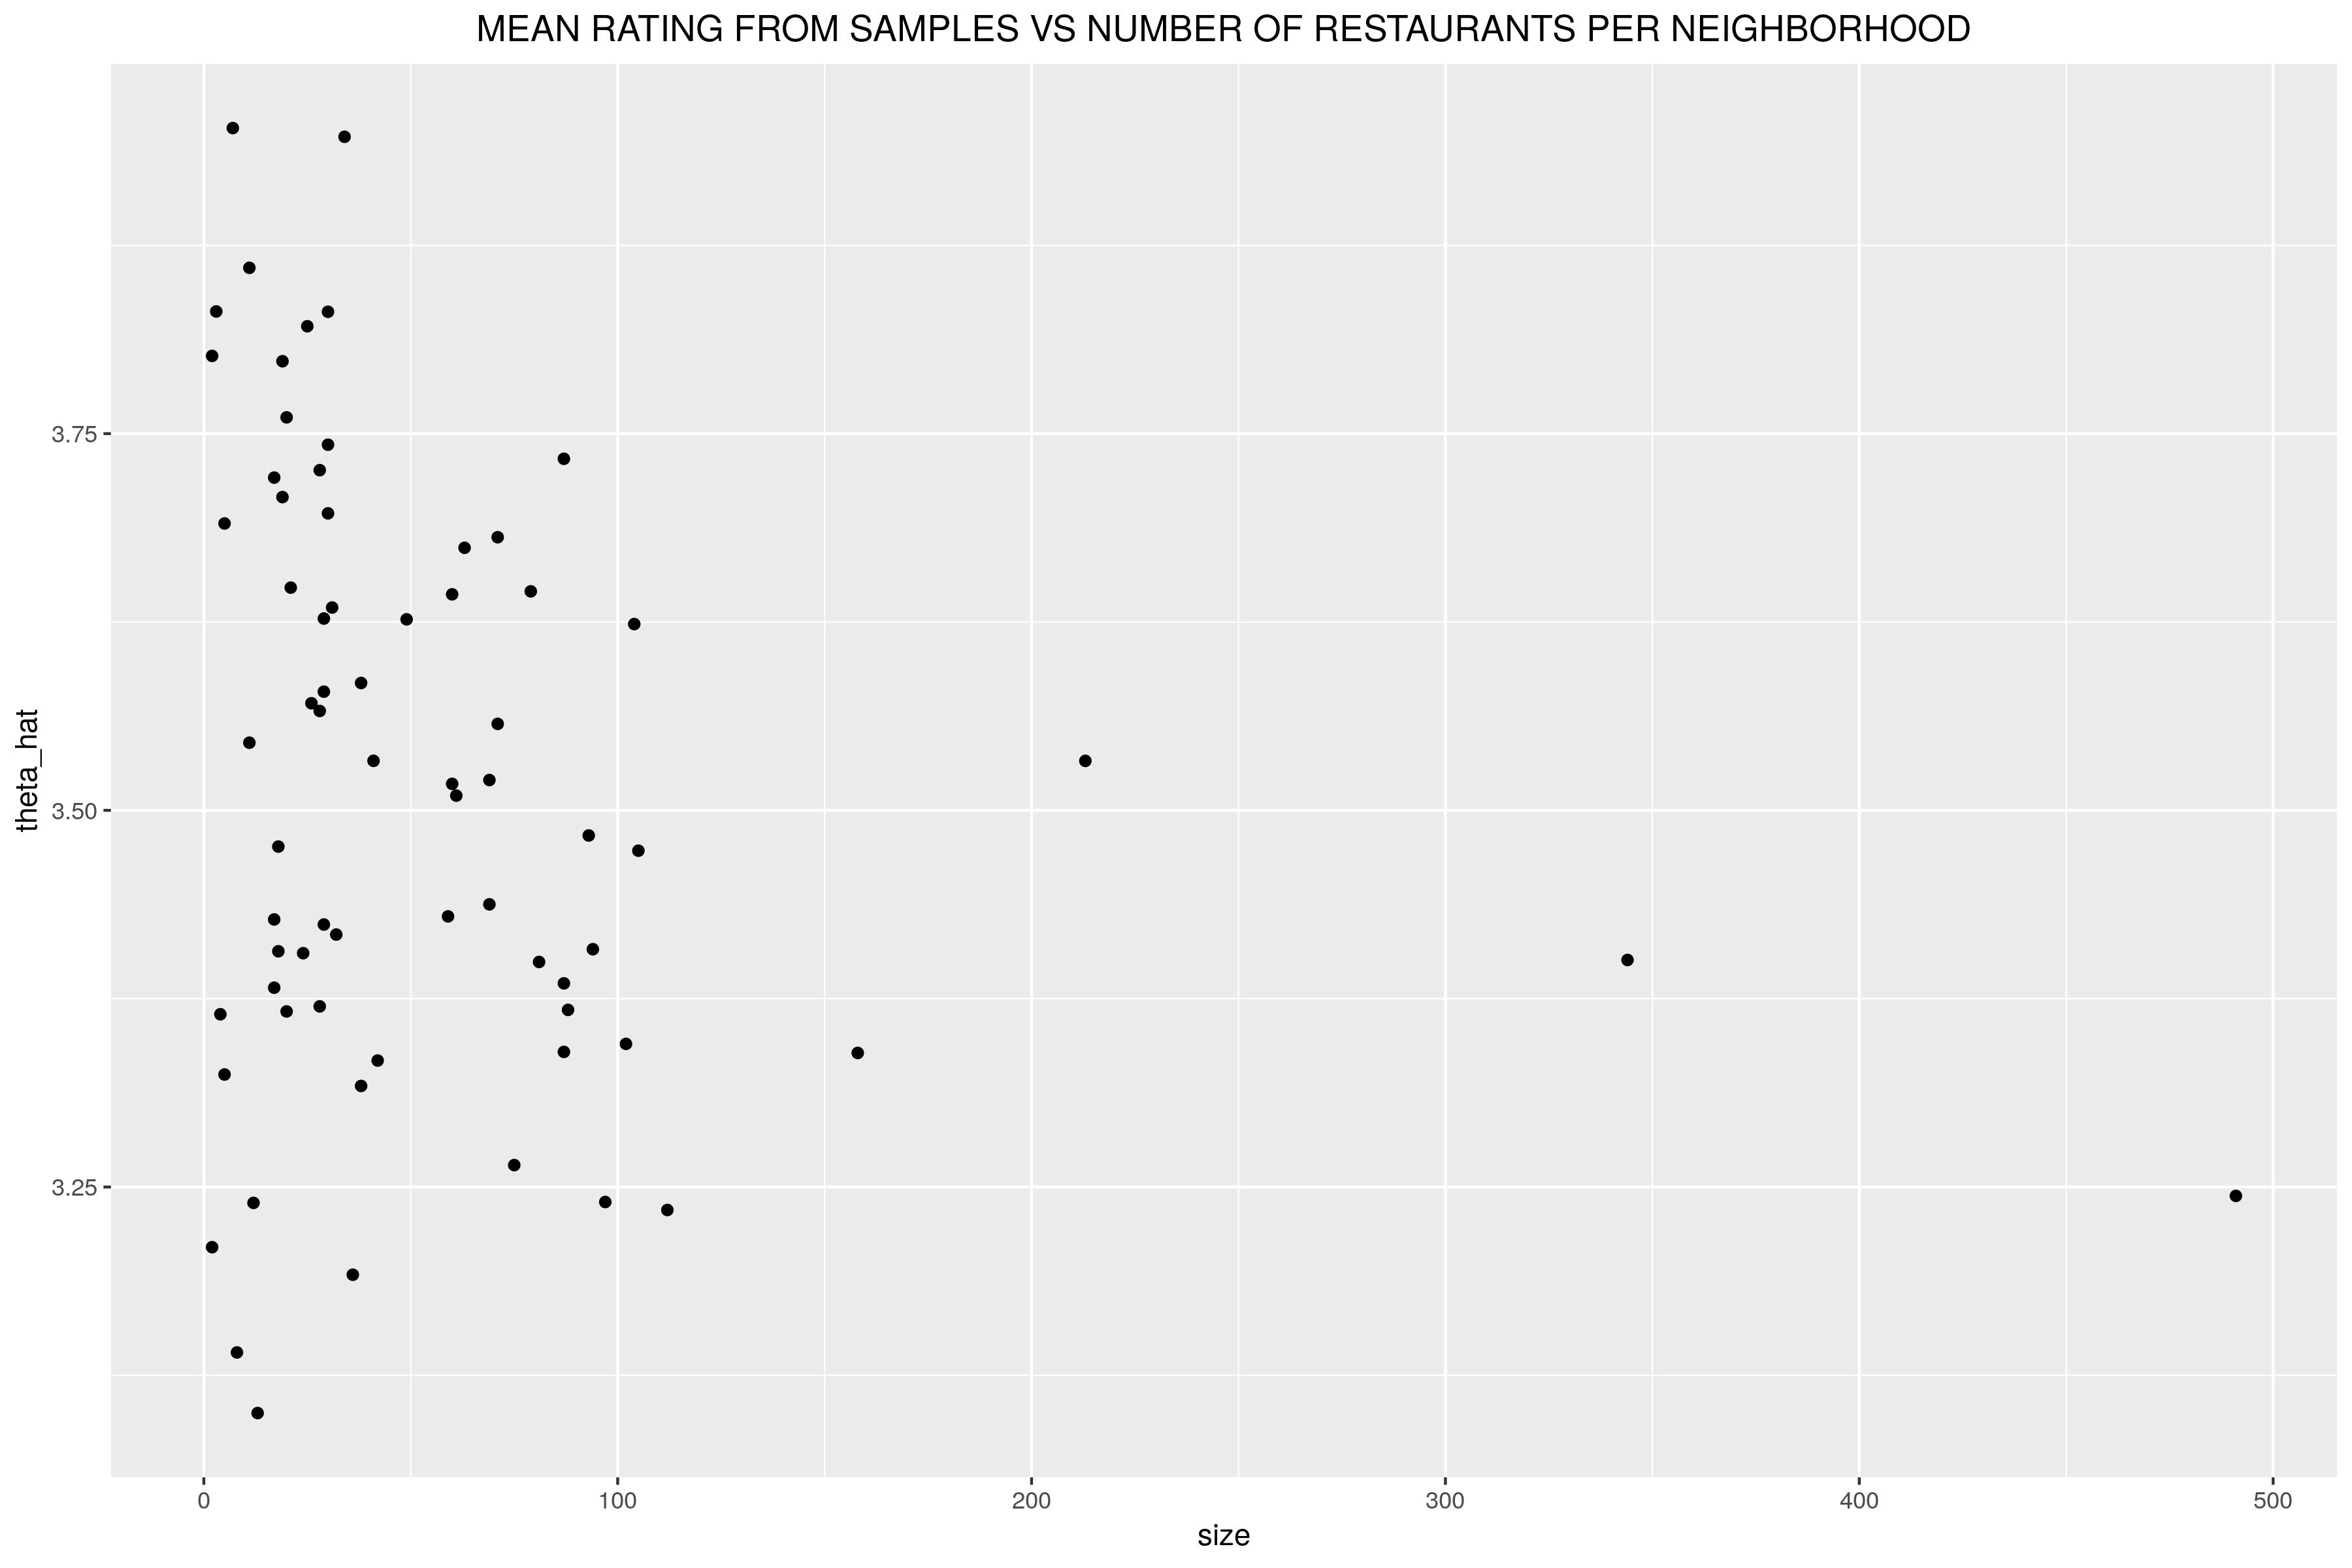 MEAN RATING FROM SAMPLES VS NUMBER OF RESTAURANTS PER NEIGHBORHOOD
theta_hat
3.75
3.50
3.25
0 100 200 300 400 500
size